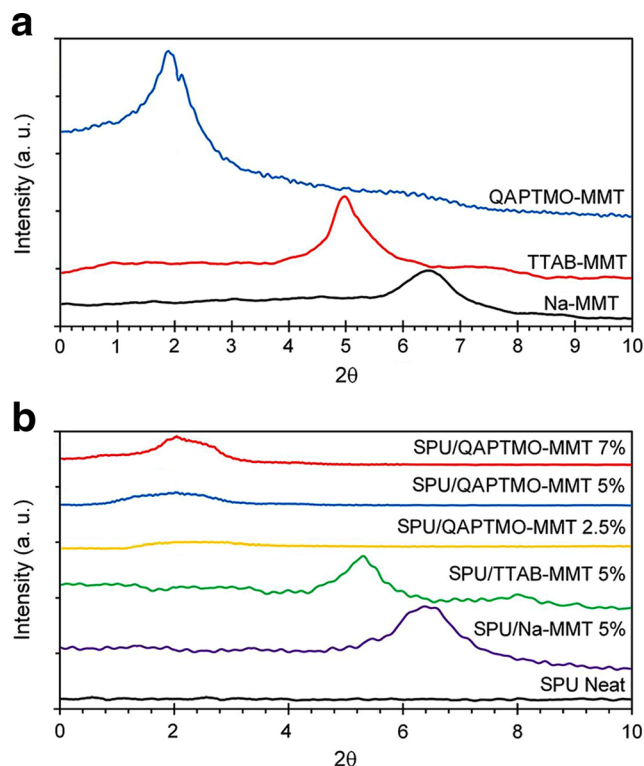 a
Intensity (a. u.)
QAPTMO-MMT
TTAB-MMT
Na-MMT
0 1 2 3 4 5 6 7 8 9 10
2θ
b
Intensity (a. u.)
SPU/QAPTMO-MMT 7%
SPU/QAPTMO-MMT 5%
SPU/QAPTMO-MMT 2.5%
SPU/TTAB-MMT 5%
SPU/Na-MMT 5%
SPU Neat
0 2 4 6 8 10
2θ